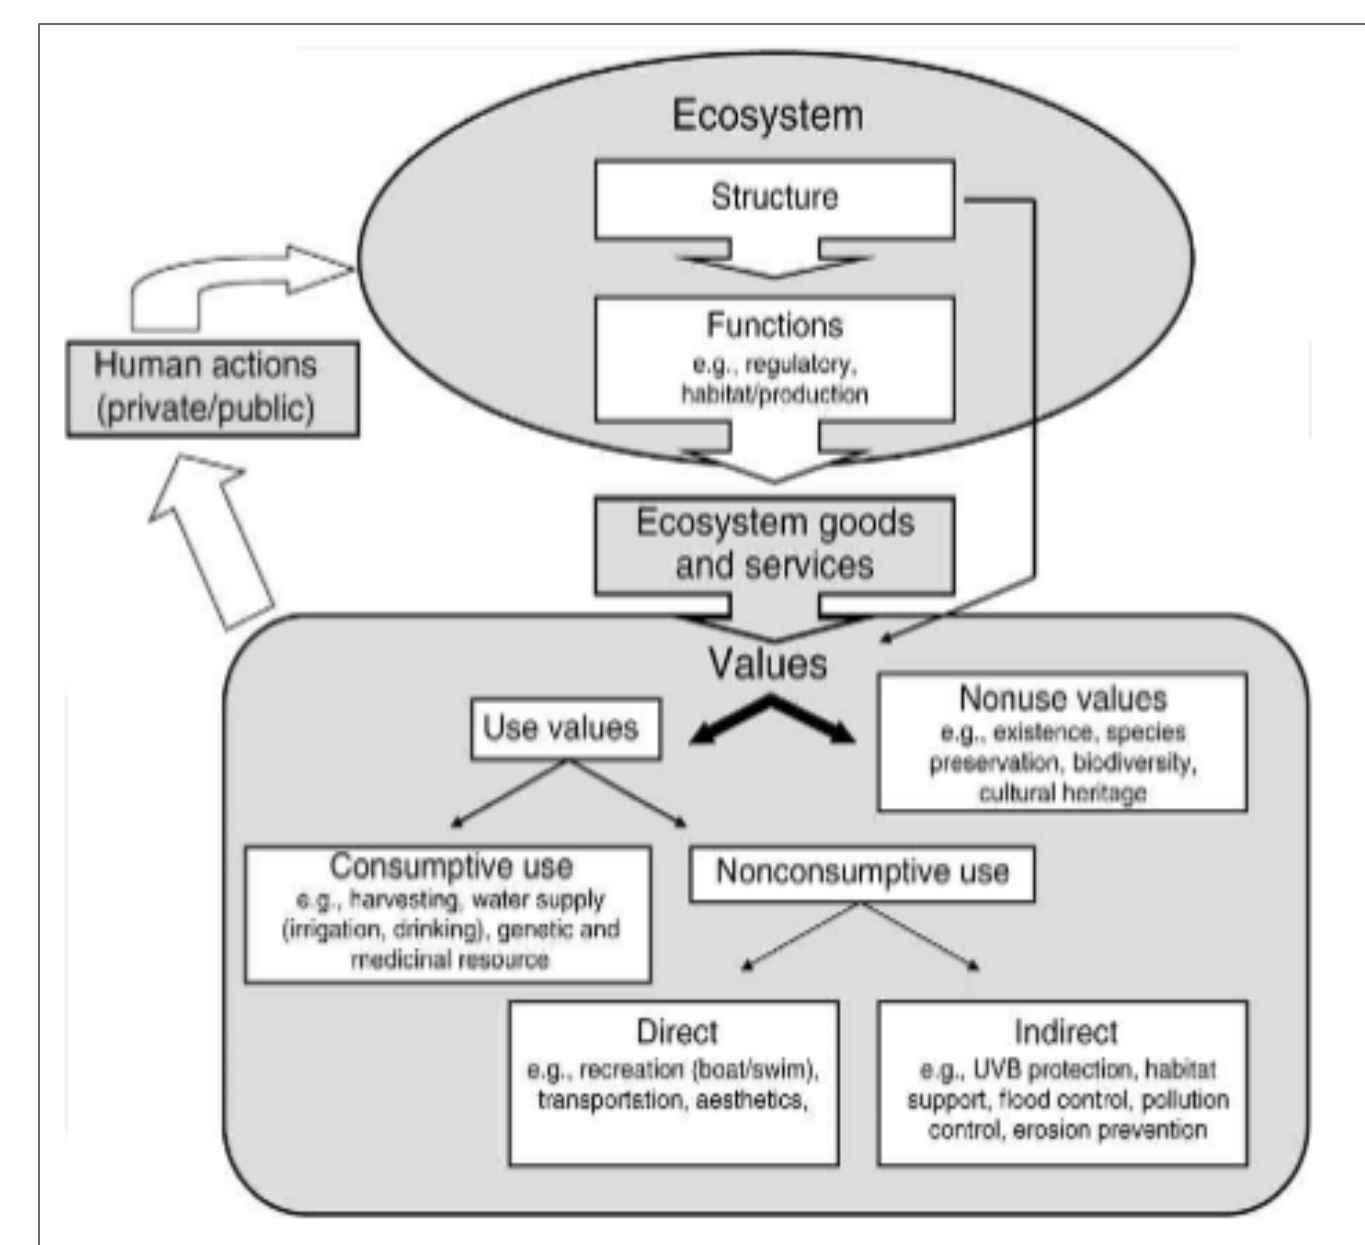 Ecosystem
Structure
Functions
e.g., regulatory,
habitat/production
Human actions
(private/public)
Ecosystem goods
and services
Values
Use values
Nonuse values
e.g., existence, species
preservation, biodiversity,
cultural heritage
Consumptive use
e.g., harvesting, water supply
(irrigation, drinking), genetic and
medicinal resource
Nonconsumptive use
Direct
e.g., recreation (boat/swim),
transportation, aesthetics,
Indirect
e.g., UVB protection, habitat
support, flood control, pollution
control, erosion prevention